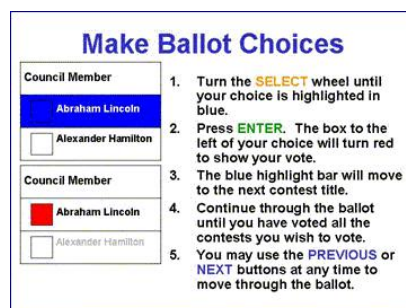 Make Ballot Choices
Council Member
Abraham Lincoln
Alexander Hamilton
Council Member
Abraham Lincoln
Alexander Hamilton
1. Turn the SELECT wheel until
your choice is highlighted in
blue.
2. Press ENTER. The box to the
left of your choice will turn red
to show your vote.
3. The blue highlight bar will move
to the next contest title.
4. Continue through the ballot
until you have voted all the
contests you wish to vote.
5. You may use the PREVIOUS or
NEXT buttons at any time to
move through the ballot.